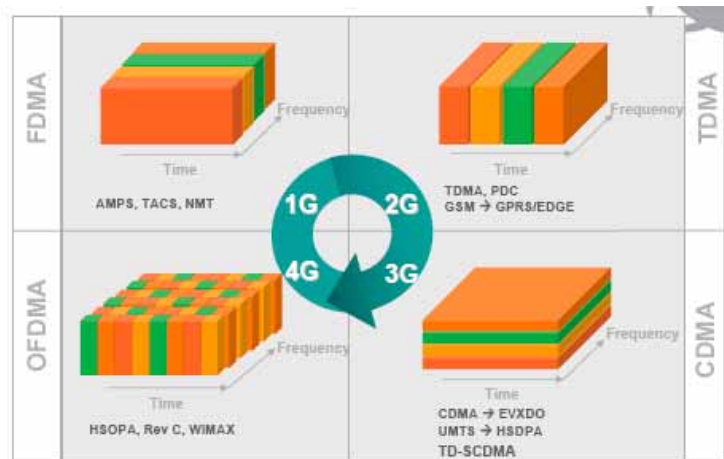 FDMA
Frequency
Time
AMPS, TACS, NMT
1G
TDMA
Frequency
Time
TDMA, PDC
GSM → GPRS/EDGE
2G
OFDMA
4G
Frequency
Time
HSOPA, Rev C, WIMAX
CDMA
3G
Frequency
Time
CDMA → EVXDO
UMTS → HSDPA
TD-SCDMA